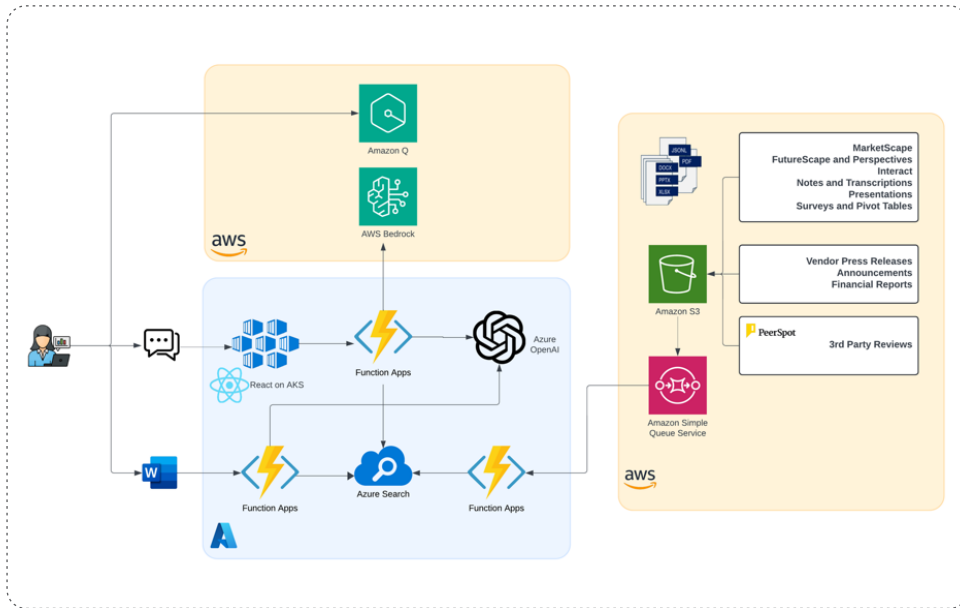 Amazon Q
AWS Bedrock
aws
JSONL
PDF
DOCX
PPTX
XLSX
MarketScape
FutureScape and Perspectives
Interact
Notes and Transcriptions
Presentations
Surveys and Pivot Tables
Vendor Press Releases
Announcements
Financial Reports
Amazon S3
PeerSpot
3rd Party Reviews
Amazon Simple
Queue Service
aws
React on AKS
Function Apps
Azure
OpenAI
W
Function Apps
Azure Search
Function Apps